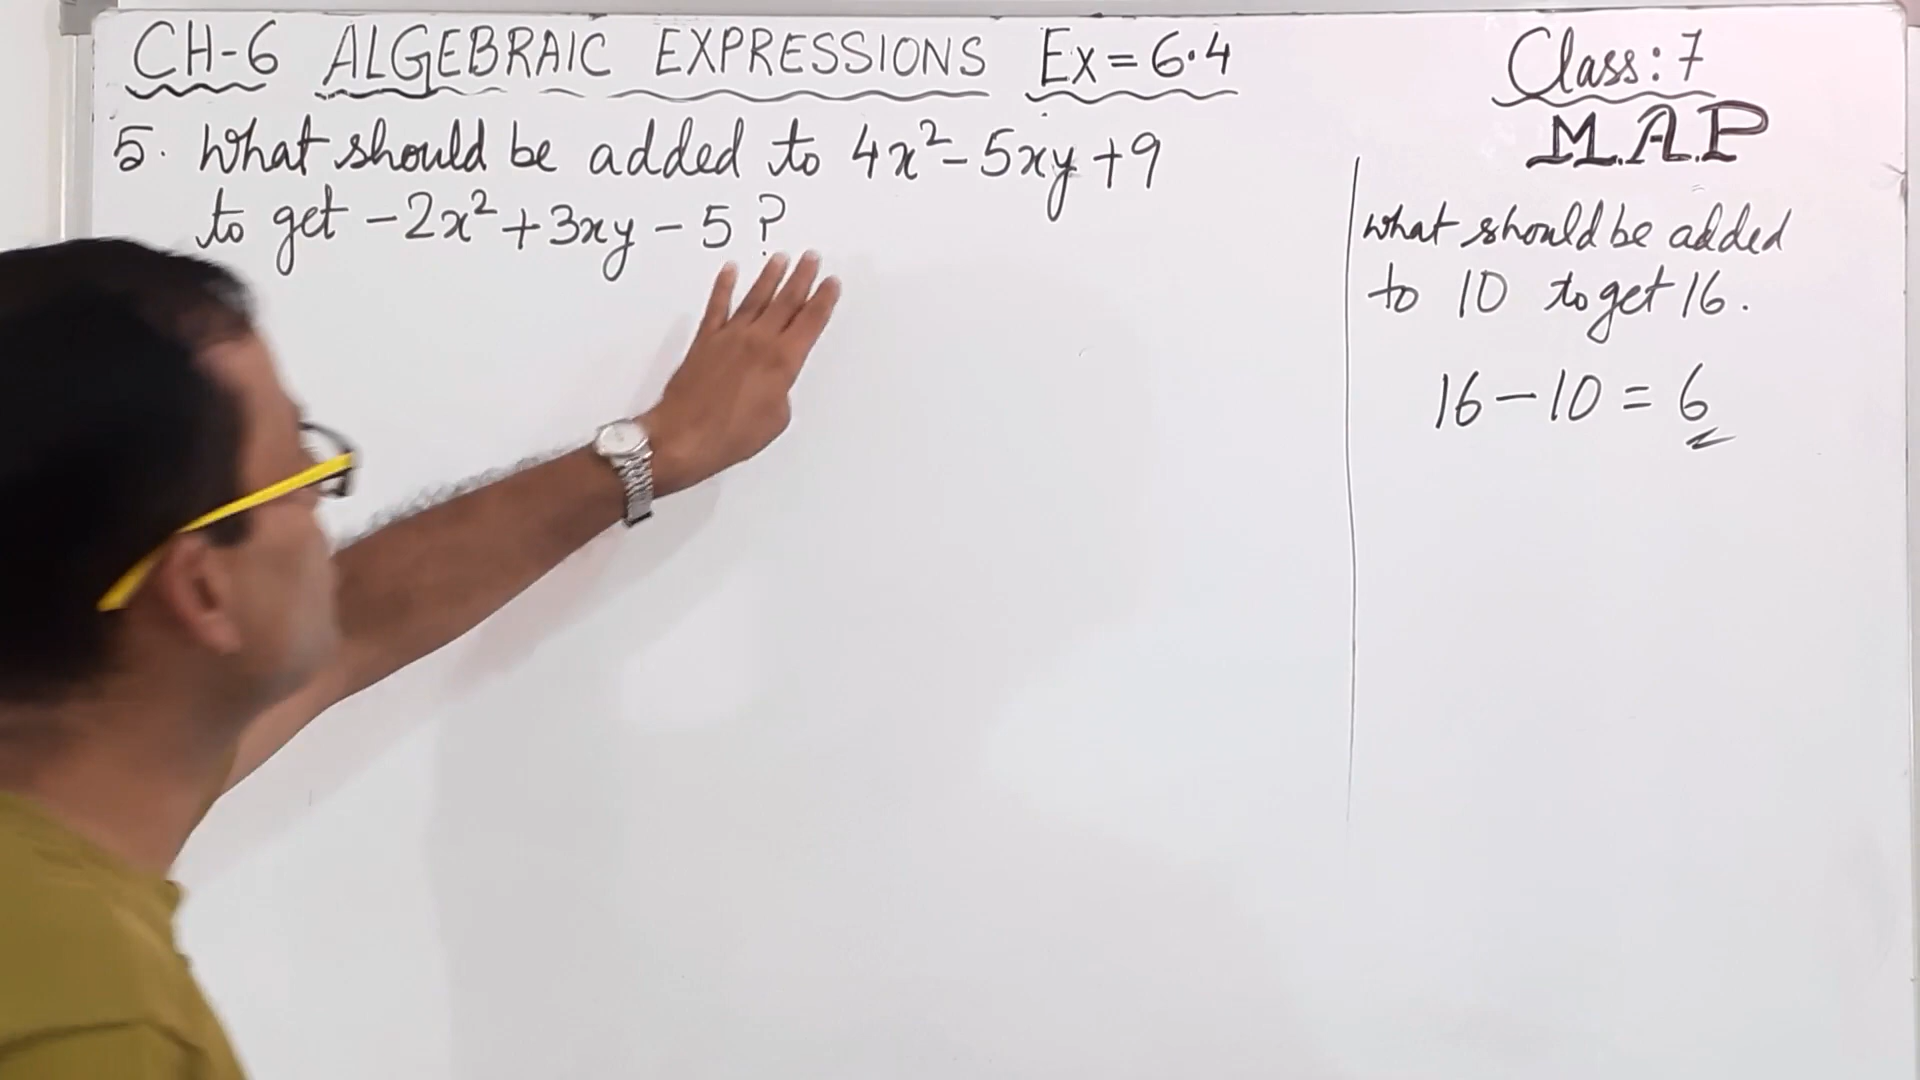 CH-6 ALGEBRAIC EXPRESSIONS Ex = 6.4
Class: 7
M.A.P
5. What should be added to 4x² - 5xy + 9
to get -2x² + 3xy - 5 ?
what should be added
to 10 to get 16.
16 - 10 = 6